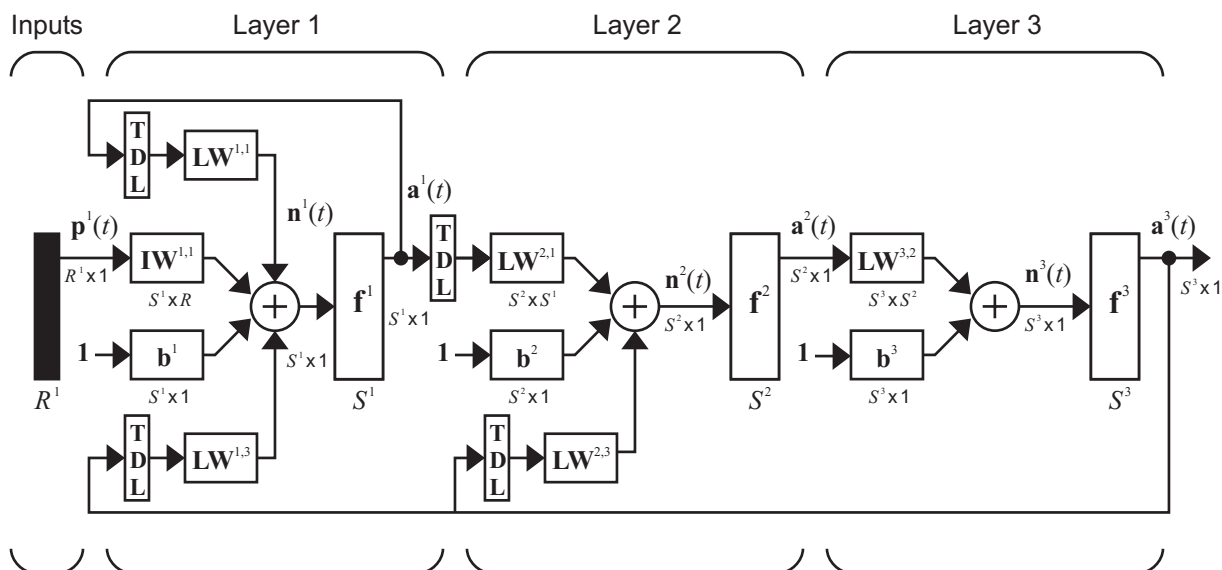 Inputs
Layer 1
Layer 2
Layer 3
T
D
L
LW¹,¹
p¹(t)
n¹(t)
a¹(t)
R¹ x 1
IW¹,¹
S¹ x R
1
b¹
S¹ x 1
S¹ x 1
f¹
S¹
S¹ x 1
R¹
T
D
L
LW¹,³
T
D
L
LW²,¹
S² x S¹
1
b²
S² x 1
n²(t)
S² x 1
f²
S²
T
D
L
LW²,³
a²(t)
S² x 1
LW³,²
S³ x S²
1
b³
S³ x 1
n³(t)
S³ x 1
f³
S³
a³(t)
S³ x 1